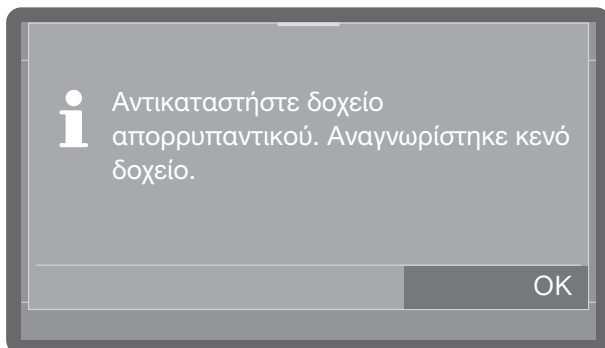 Αντικαταστήστε δοχείο
απορρυπαντικού. Αναγνωρίστηκε κενό
δοχείο.
OK